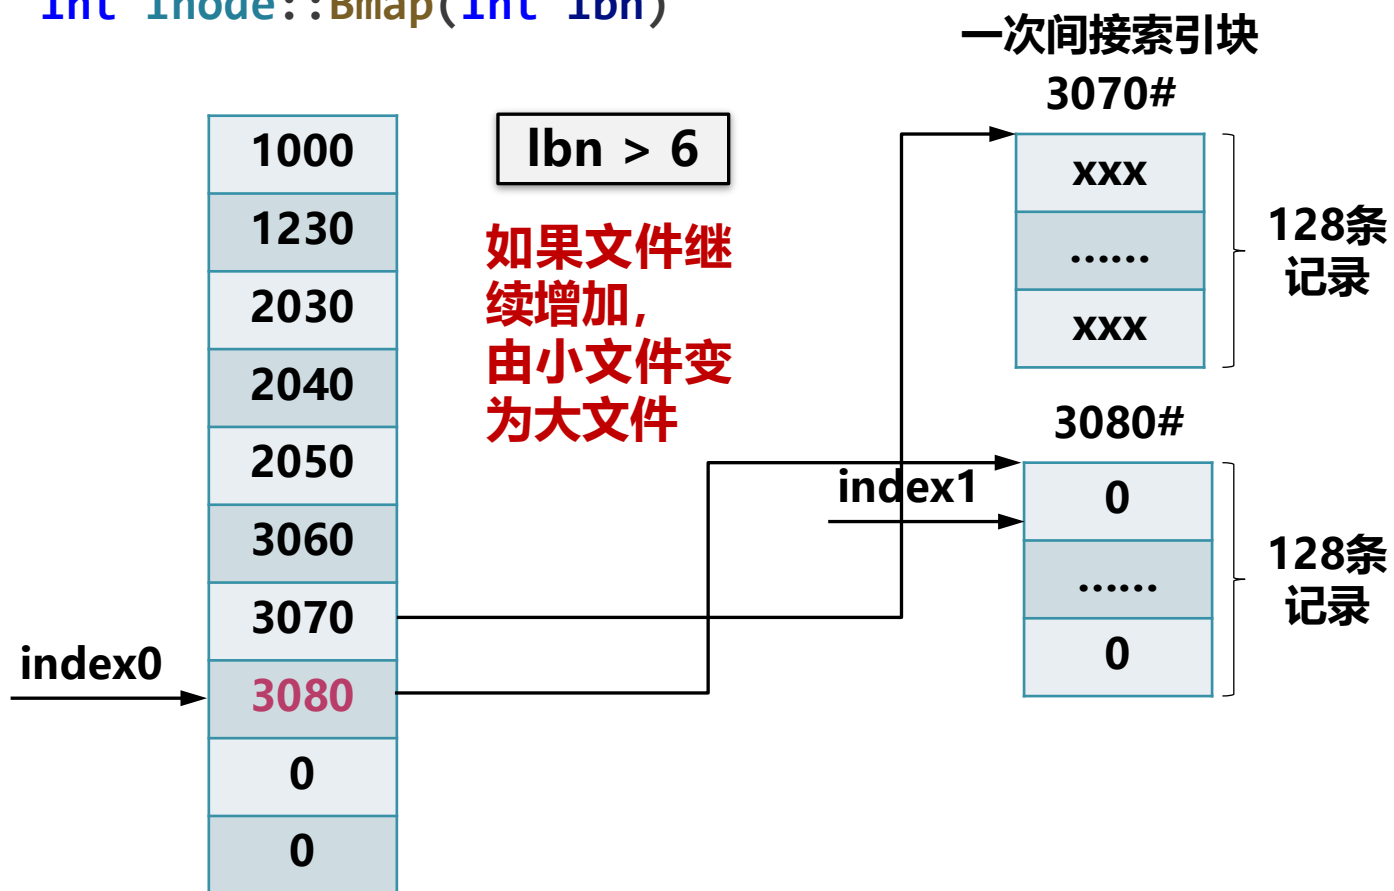 int Inode::Bmap(int lbn)
一次间接索引块
3070#
1000
1230
2030
2040
2050
3060
3070
3080
0
0
index0
lbn > 6
如果文件继
续增加，
由小文件变
为大文件
xxx
......
xxx
128条
记录
3080#
index1
0
......
0
128条
记录